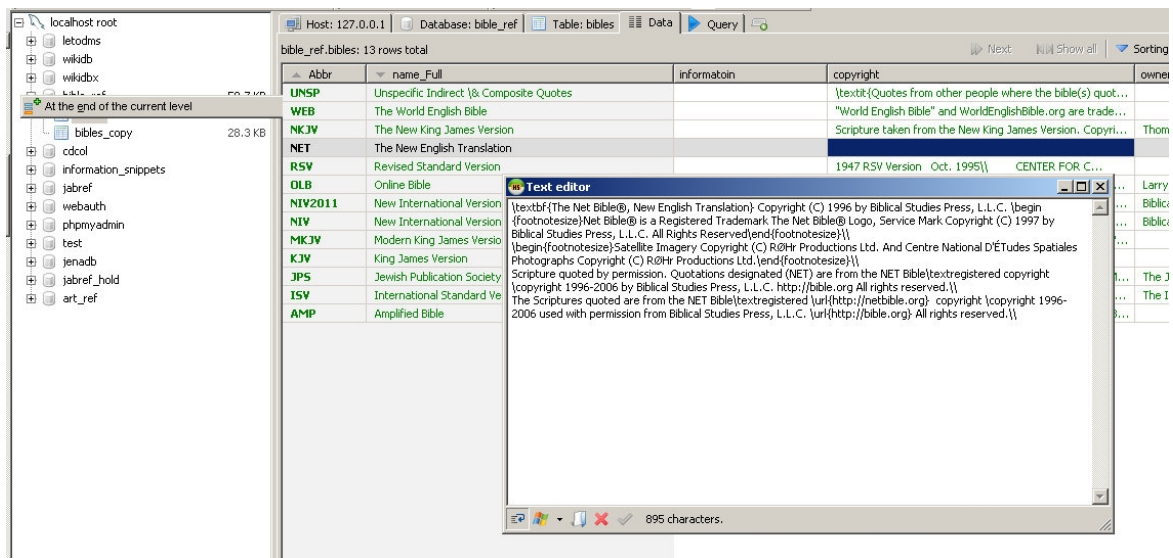 localhost root
letodms
wikidb
wikidbx
At the end of the current level
bibles_copy 28.3 KB
cdcol
information_snippets
jabref
webauth
phpmyadmin
test
jenadb
jabref_hold
art_ref
Host: 127.0.0.1 Database: bible_ref Table: bibles Data Query
bible_ref.bibles: 13 rows total Next Show all Sorting
Abbr name_Full informatoin copyright owner
UNSP Unspecific Indirect \& Composite Quotes \textit{Quotes from other people where the bible(s) quot...
WEB The World English Bible "World English Bible" and WorldEnglishBible.org are trade...
NKJV The New King James Version Scripture taken from the New King James Version. Copyri... Thom
NET The New English Translation
RSV Revised Standard Version 1947 RSV Version Oct. 1995\\ CENTER FOR C...
OLB Online Bible Larry
NIV2011 New International Version Biblica
NIV New International Version Biblica
MKJV Modern King James Versio
KJV King James Version
JPS Jewish Publication Society The J
ISV International Standard Ve The I
AMP Amplified Bible
Text editor
\textbf{The Net Bible®, New English Translation} Copyright (C) 1996 by Biblical Studies Press, L.L.C. \begin
{footnotesize}Net Bible® is a Registered Trademark The Net Bible® Logo, Service Mark Copyright (C) 1997 by
Biblical Studies Press, L.L.C. All Rights Reserved\end{footnotesize}\\
\begin{footnotesize}Satellite Imagery Copyright (C) RØHr Productions Ltd. And Centre National D'ÉTudes Spatiales
Photographs Copyright (C) RØHr Productions Ltd.\end{footnotesize}\\
Scripture quoted by permission. Quotations designated (NET) are from the NET Bible\textregistered copyright
\copyright 1996-2006 by Biblical Studies Press, L.L.C. http://bible.org All rights reserved.\\
The Scriptures quoted are from the NET Bible\textregistered \url{http://netbible.org} copyright \copyright 1996-
2006 used with permission from Biblical Studies Press, L.L.C. \url{http://bible.org} All rights reserved.\\
895 characters.